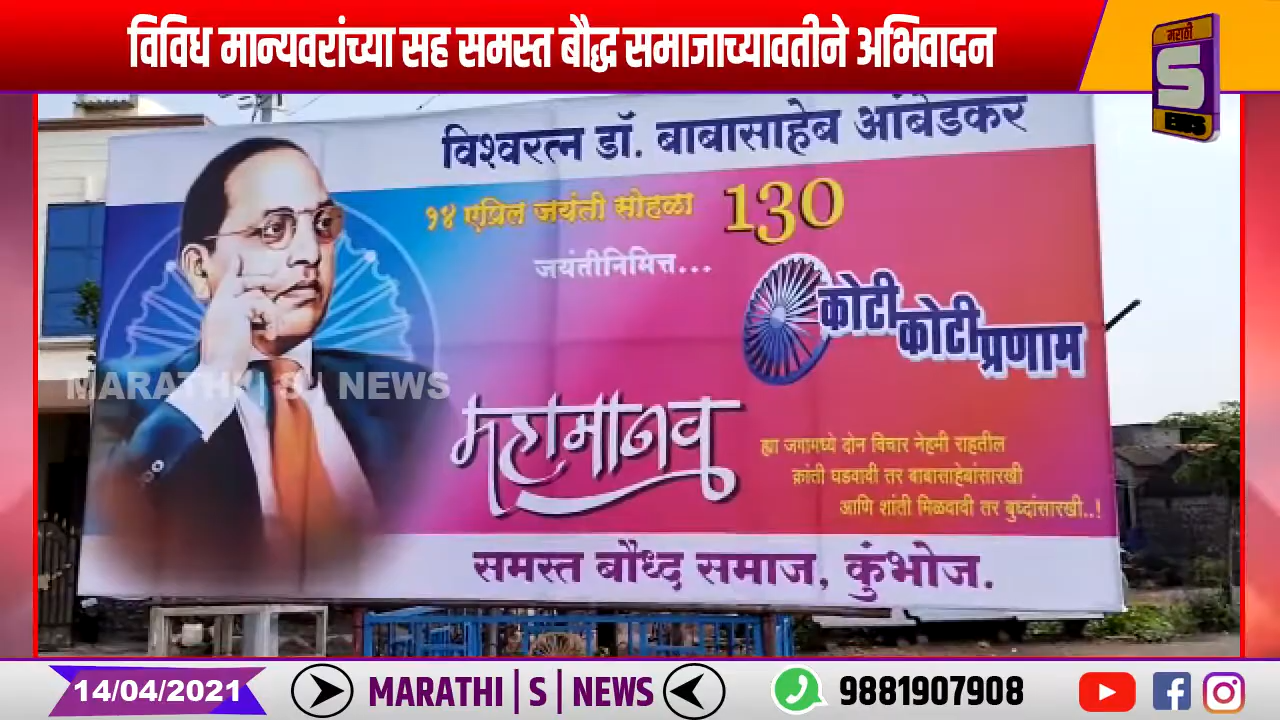 विविध मान्यवरांच्या सह समस्त बौद्ध समाजाच्यावतीने अभिवादन
मराठी
S
विश्वरत्न डॉ. बाबासाहेब आंबेडकर
१४ एप्रिल जयंती सोहळा 130
जयंतीनिमित्त...
कोटी कोटी प्रणाम
MARATHI | S | NEWS
महामानव
ह्या जगामध्ये दोन विचार नेहमी राहतील
क्रांती घडवावी तर बाबासाहेबांसारखी
आणि शांती मिळवावी तर बुध्दांसारखी..!
समस्त बौध्द समाज, कुंभोज.
14/04/2021 MARATHI | S | NEWS 9881907908